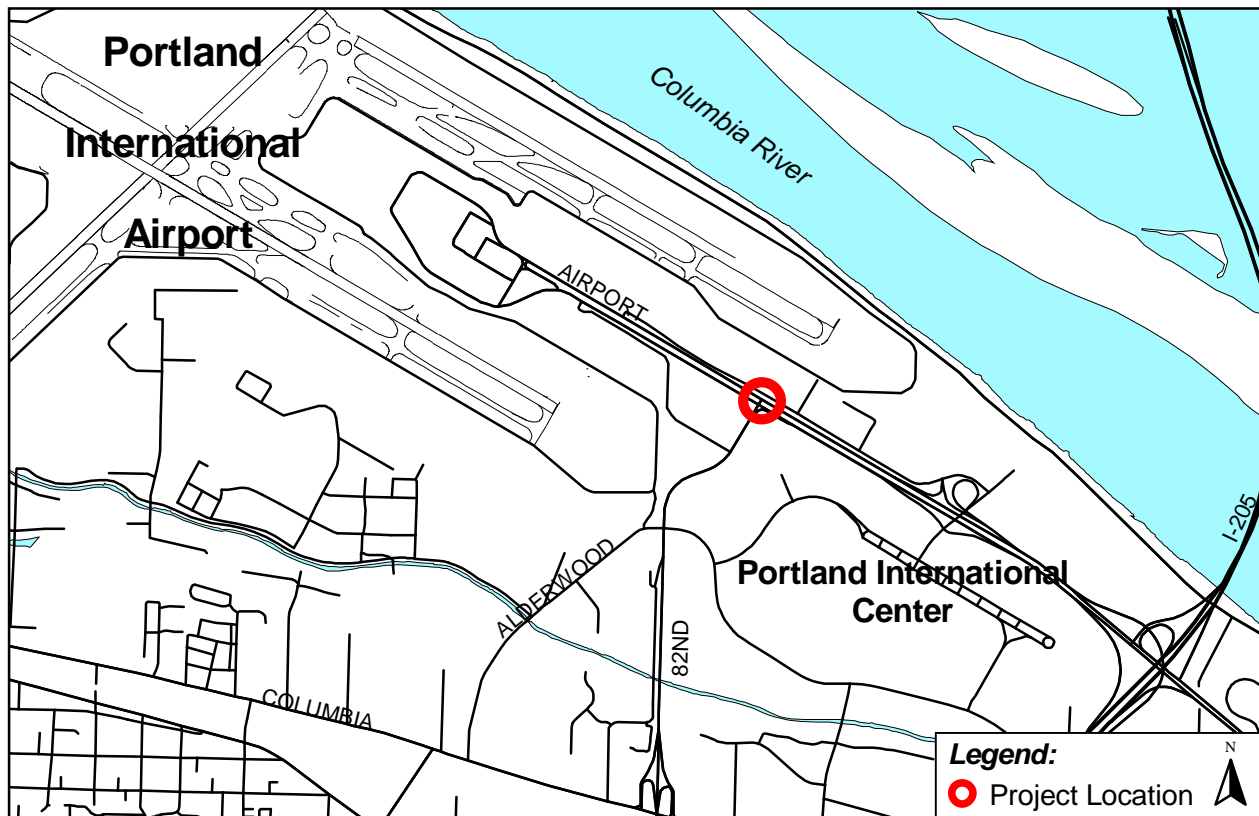 Portland
International
Airport
Columbia River
AIRPORT
I-205
ALDERWOOD
Portland International
Center
82ND
COLUMBIA
Legend:
N
Project Location